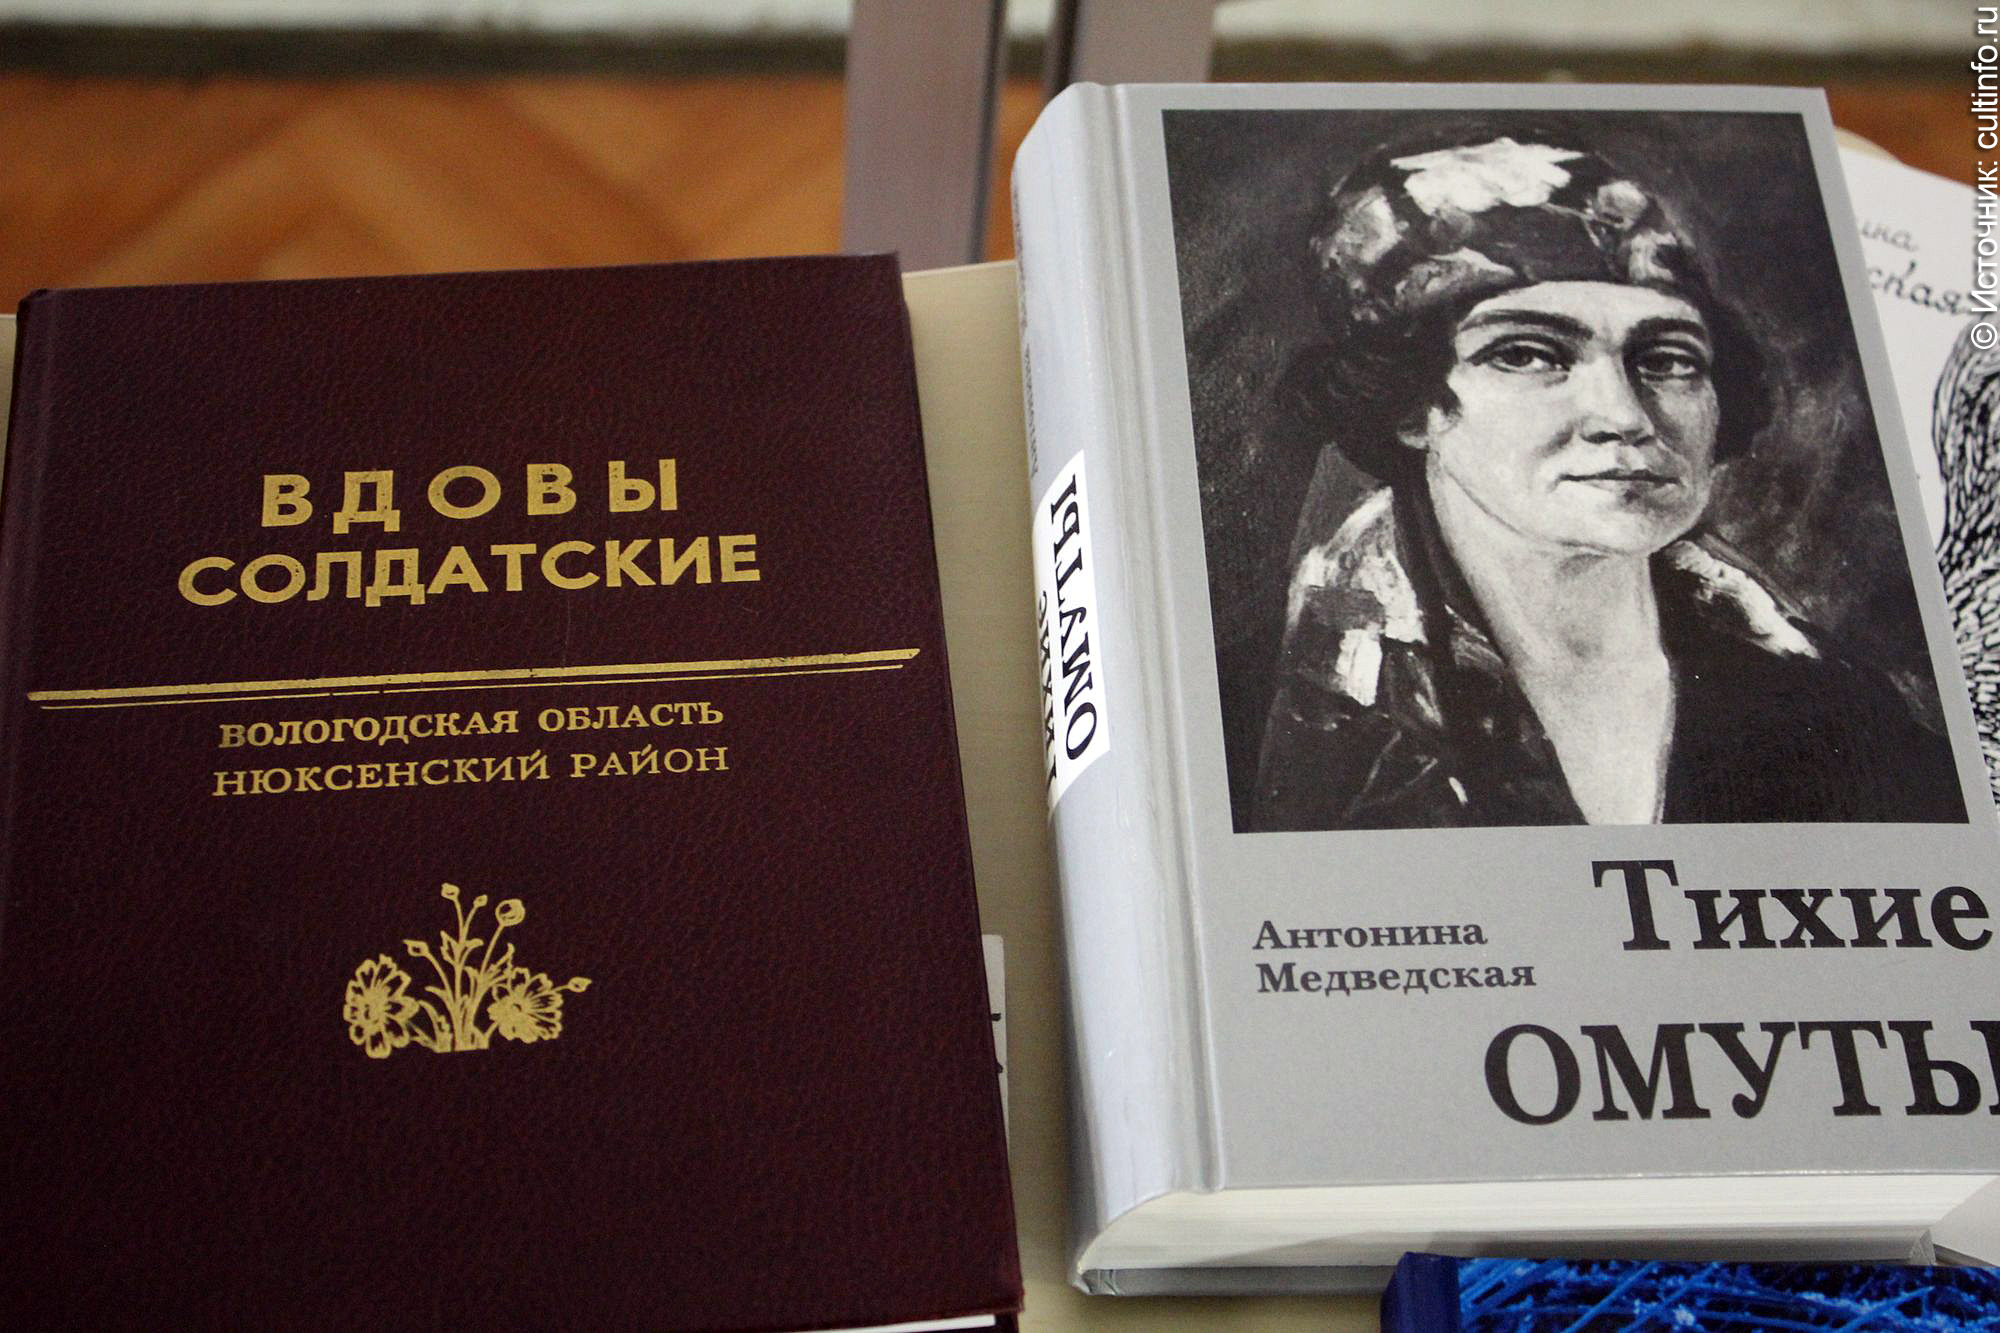 ВДОВЫ
СОЛДАТСКИЕ
ВОЛОГОДСКАЯ ОБЛАСТЬ
НЮКСЕНСКИЙ РАЙОН
ОМУТЫ
Антонина
Медведская
Тихие
ОМУТЫ
© Источник: cultinfo.ru